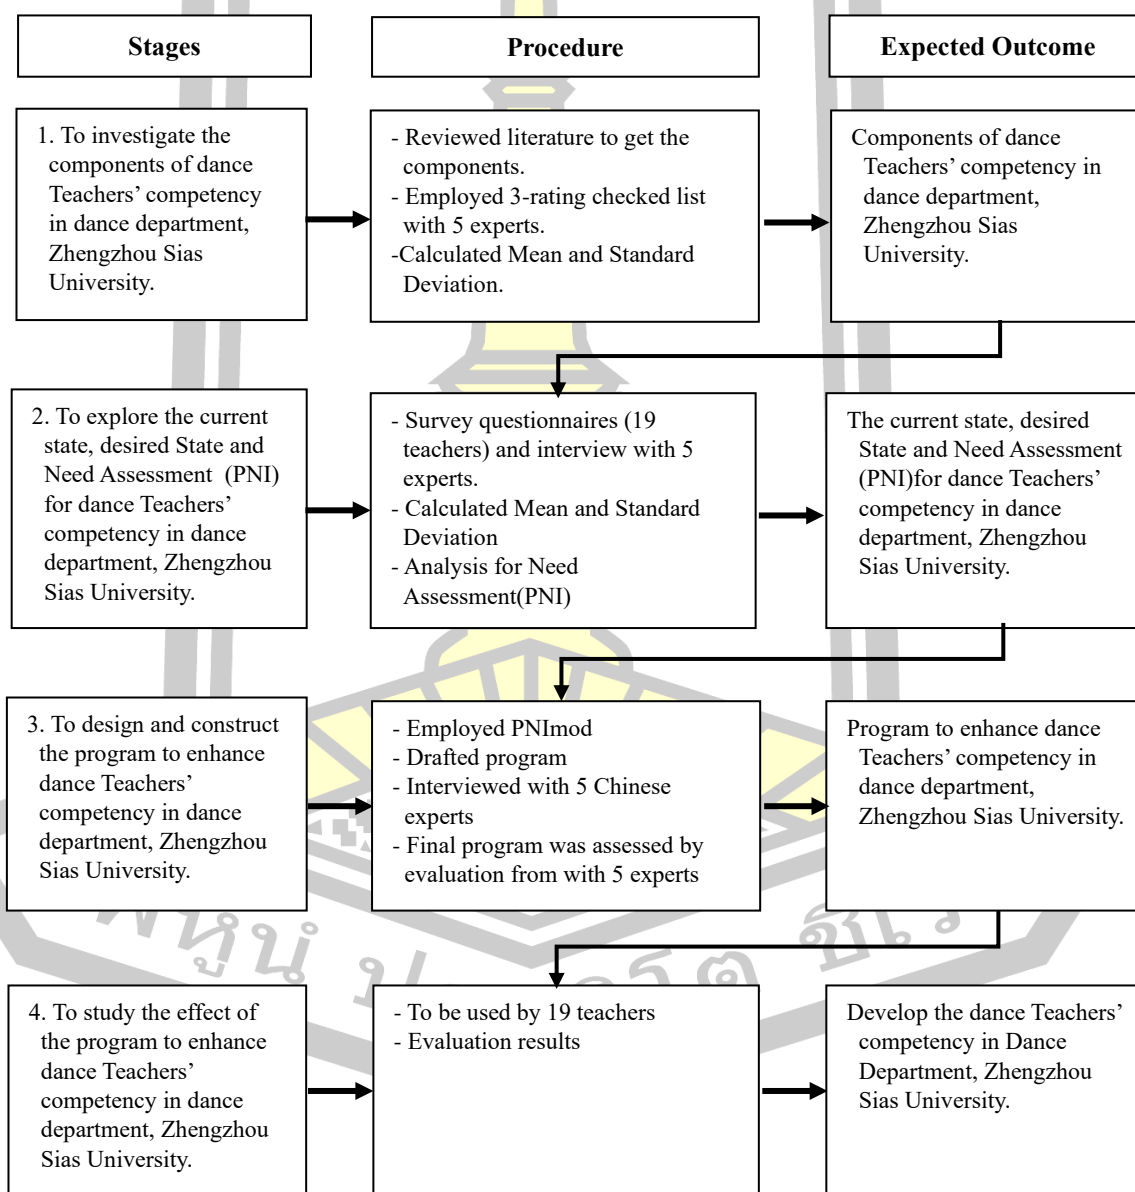 Stages
Procedure
Expected Outcome
1. To investigate the
components of dance
Teachers’ competency
in dance department,
Zhengzhou Sias
University.
- Reviewed literature to get the
components.
- Employed 3-rating checked list
with 5 experts.
-Calculated Mean and Standard
Deviation.
Components of dance
Teachers’ competency in
dance department,
Zhengzhou Sias
University.
2. To explore the current
state, desired State and
Need Assessment (PNI)
for dance Teachers’
competency in dance
department, Zhengzhou
Sias University.
- Survey questionnaires (19
teachers) and interview with 5
experts.
- Calculated Mean and Standard
Deviation
- Analysis for Need
Assessment(PNI)
The current state, desired
State and Need Assessment
(PNI)for dance Teachers’
competency in dance
department, Zhengzhou
Sias University.
3. To design and construct
the program to enhance
dance Teachers’
competency in dance
department, Zhengzhou
Sias University.
- Employed PNImod
- Drafted program
- Interviewed with 5 Chinese
experts
- Final program was assessed by
evaluation from with 5 experts
Program to enhance dance
Teachers’ competency in
dance department,
Zhengzhou Sias University.
4. To study the effect of
the program to enhance
dance Teachers’
competency in dance
department, Zhengzhou
Sias University.
- To be used by 19 teachers
- Evaluation results
Develop the dance Teachers’
competency in Dance
Department, Zhengzhou
Sias University.